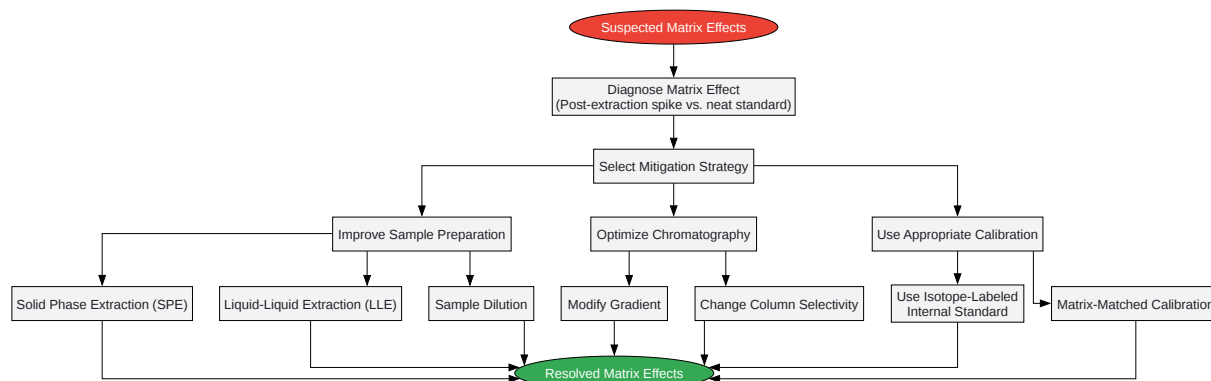 Suspected Matrix Effects
Diagnose Matrix Effect
(Post-extraction spike vs. neat standard)
Select Mitigation Strategy
Improve Sample Preparation
Optimize Chromatography
Use Appropriate Calibration
Solid Phase Extraction (SPE)
Liquid-Liquid Extraction (LLE)
Sample Dilution
Modify Gradient
Change Column Selectivity
Use Isotope-Labeled
Internal Standard
Matrix-Matched Calibration
Resolved Matrix Effects